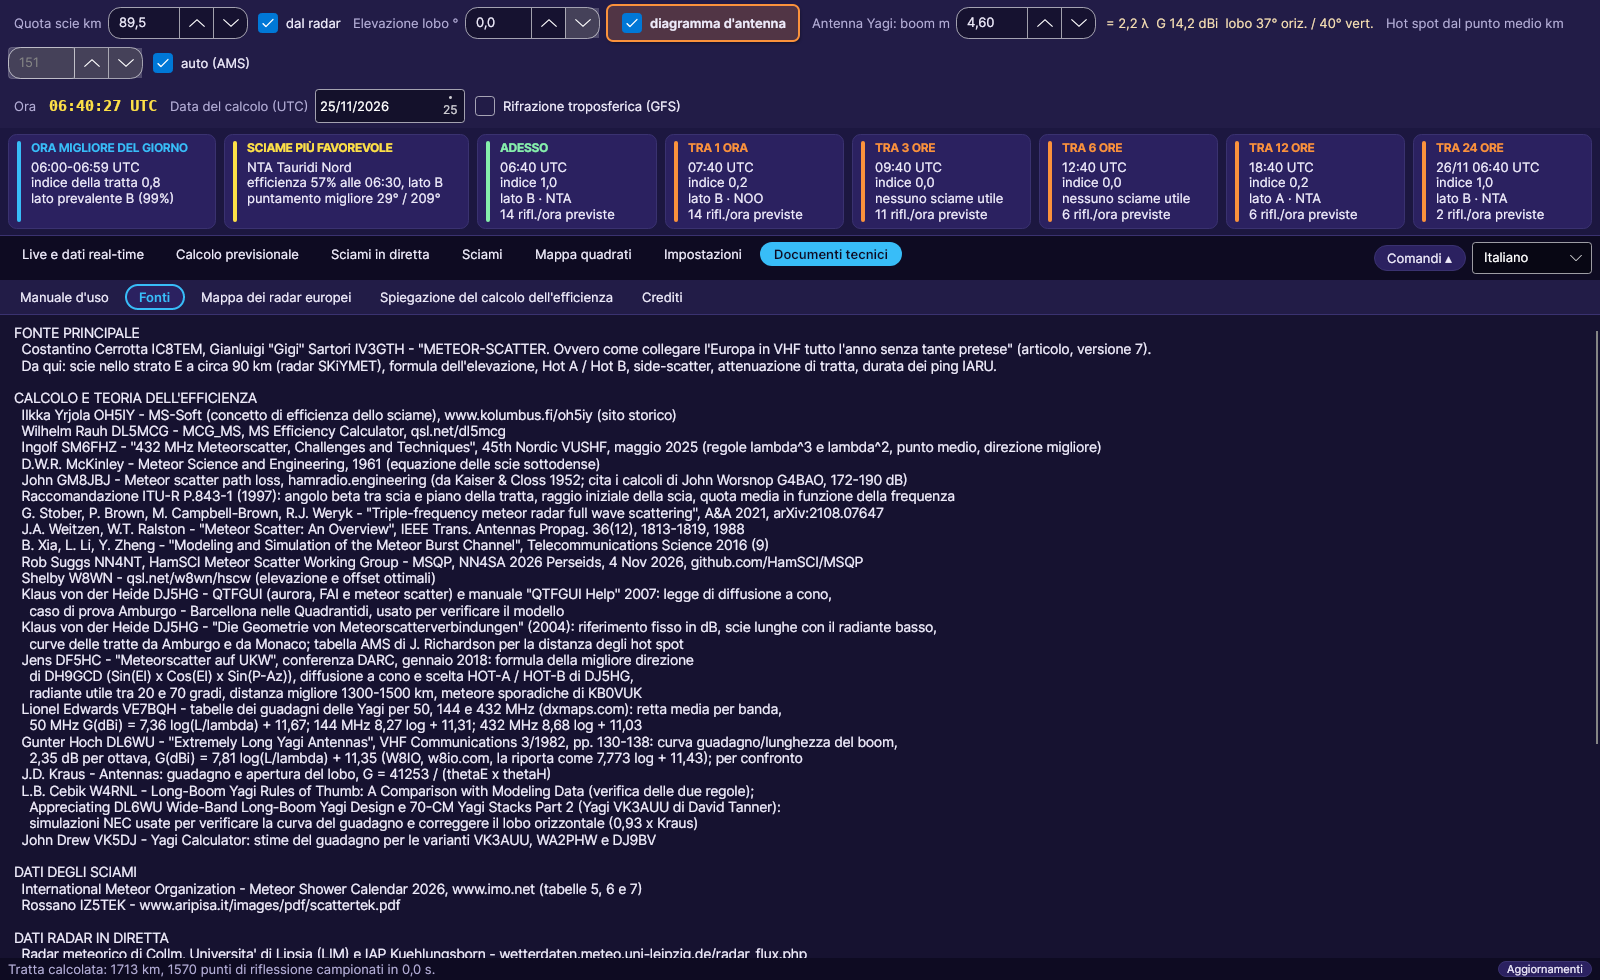 Quota scie km 89,5 dal radar Elevazione lobo ° 0,0 diagramma d'antenna Antenna Yagi: boom m 4,60 = 2,2 λ G 14,2 dBi lobo 37° oriz. / 40° vert. Hot spot dal punto medio km
151 auto (AMS)
Ora 06:40:27 UTC Data del calcolo (UTC) 25/11/2026 25 Rifrazione troposferica (GFS)
ORA MIGLIORE DEL GIORNO
06:00-06:59 UTC
indice della tratta 0,8
lato prevalente B (99%)
SCIAME PIÙ FAVOREVOLE
NTA Tauridi Nord
efficienza 57% alle 06:30, lato B
puntamento migliore 29° / 209°
ADESSO
06:40 UTC
indice 1,0
lato B · NTA
14 rifl./ora previste
TRA 1 ORA
07:40 UTC
indice 0,2
lato B · NOO
14 rifl./ora previste
TRA 3 ORE
09:40 UTC
indice 0,0
nessuno sciame utile
11 rifl./ora previste
TRA 6 ORE
12:40 UTC
indice 0,0
nessuno sciame utile
6 rifl./ora previste
TRA 12 ORE
18:40 UTC
indice 0,2
lato A · NTA
6 rifl./ora previste
TRA 24 ORE
26/11 06:40 UTC
indice 1,0
lato B · NTA
2 rifl./ora previste
Live e dati real-time Calcolo previsionale Sciami in diretta Sciami Mappa quadrati Impostazioni Documenti tecnici Comandi ▴ Italiano
Manuale d'uso Fonti Mappa dei radar europei Spiegazione del calcolo dell'efficienza Crediti
FONTE PRINCIPALE
Costantino Cerrotta IC8TEM, Gianluigi "Gigi" Sartori IV3GTH - "METEOR-SCATTER. Ovvero come collegare l'Europa in VHF tutto l'anno senza tante pretese" (articolo, versione 7).
Da qui: scie nello strato E a circa 90 km (radar SKiYMET), formula dell'elevazione, Hot A / Hot B, side-scatter, attenuazione di tratta, durata dei ping IARU.
CALCOLO E TEORIA DELL'EFFICIENZA
Ilkka Yrjola OH5IY - MS-Soft (concetto di efficienza dello sciame), www.kolumbus.fi/oh5iy (sito storico)
Wilhelm Rauh DL5MCG - MCG_MS, MS Efficiency Calculator, qsl.net/dl5mcg
Ingolf SM6FHZ - "432 MHz Meteorscatter, Challenges and Techniques", 45th Nordic VUSHF, maggio 2025 (regole lambda^3 e lambda^2, punto medio, direzione migliore)
D.W.R. McKinley - Meteor Science and Engineering, 1961 (equazione delle scie sottodense)
John GM8JBJ - Meteor scatter path loss, hamradio.engineering (da Kaiser & Closs 1952; cita i calcoli di John Worsnop G4BAO, 172-190 dB)
Raccomandazione ITU-R P.843-1 (1997): angolo beta tra scia e piano della tratta, raggio iniziale della scia, quota media in funzione della frequenza
G. Stober, P. Brown, M. Campbell-Brown, R.J. Weryk - "Triple-frequency meteor radar full wave scattering", A&A 2021, arXiv:2108.07647
J.A. Weitzen, W.T. Ralston - "Meteor Scatter: An Overview", IEEE Trans. Antennas Propag. 36(12), 1813-1819, 1988
B. Xia, L. Li, Y. Zheng - "Modeling and Simulation of the Meteor Burst Channel", Telecommunications Science 2016 (9)
Rob Suggs NN4NT, HamSCI Meteor Scatter Working Group - MSQP, NN4SA 2026 Perseids, 4 Nov 2026, github.com/HamSCI/MSQP
Shelby W8WN - qsl.net/w8wn/hscw (elevazione e offset ottimali)
Klaus von der Heide DJ5HG - QTFGUI (aurora, FAI e meteor scatter) e manuale "QTFGUI Help" 2007: legge di diffusione a cono,
caso di prova Amburgo - Barcellona nelle Quadrantidi, usato per verificare il modello
Klaus von der Heide DJ5HG - "Die Geometrie von Meteorscatterverbindungen" (2004): riferimento fisso in dB, scie lunghe con il radiante basso,
curve delle tratte da Amburgo e da Monaco; tabella AMS di J. Richardson per la distanza degli hot spot
Jens DF5HC - "Meteorscatter auf UKW", conferenza DARC, gennaio 2018: formula della migliore direzione
di DH9GCD (Sin(El) x Cos(El) x Sin(P-Az)), diffusione a cono e scelta HOT-A / HOT-B di DJ5HG,
radiante utile tra 20 e 70 gradi, distanza migliore 1300-1500 km, meteore sporadiche di KB0VUK
Lionel Edwards VE7BQH - tabelle dei guadagni delle Yagi per 50, 144 e 432 MHz (dxmaps.com): retta media per banda,
50 MHz G(dBi) = 7,36 log(L/lambda) + 11,67; 144 MHz 8,27 log + 11,31; 432 MHz 8,68 log + 11,03
Gunter Hoch DL6WU - "Extremely Long Yagi Antennas", VHF Communications 3/1982, pp. 130-138: curva guadagno/lunghezza del boom,
2,35 dB per ottava, G(dBi) = 7,81 log(L/lambda) + 11,35 (W8IO, w8io.com, la riporta come 7,773 log + 11,43); per confronto
J.D. Kraus - Antennas: guadagno e apertura del lobo, G = 41253 / (thetaE x thetaH)
L.B. Cebik W4RNL - Long-Boom Yagi Rules of Thumb: A Comparison with Modeling Data (verifica delle due regole);
Appreciating DL6WU Wide-Band Long-Boom Yagi Design e 70-CM Yagi Stacks Part 2 (Yagi VK3AUU di David Tanner):
simulazioni NEC usate per verificare la curva del guadagno e correggere il lobo orizzontale (0,93 x Kraus)
John Drew VK5DJ - Yagi Calculator: stime del guadagno per le varianti VK3AUU, WA2PHW e DJ9BV
DATI DEGLI SCIAMI
International Meteor Organization - Meteor Shower Calendar 2026, www.imo.net (tabelle 5, 6 e 7)
Rossano IZ5TEK - www.aripisa.it/images/pdf/scattertek.pdf
DATI RADAR IN DIRETTA
Radar meteorico di Collm, Universita' di Lipsia (LIM) e IAP Kuehlungsborn - wetterdaten.meteo.uni-leipzig.de/radar_flux.php
Tratta calcolata: 1713 km, 1570 punti di riflessione campionati in 0,0 s. Aggiornamenti